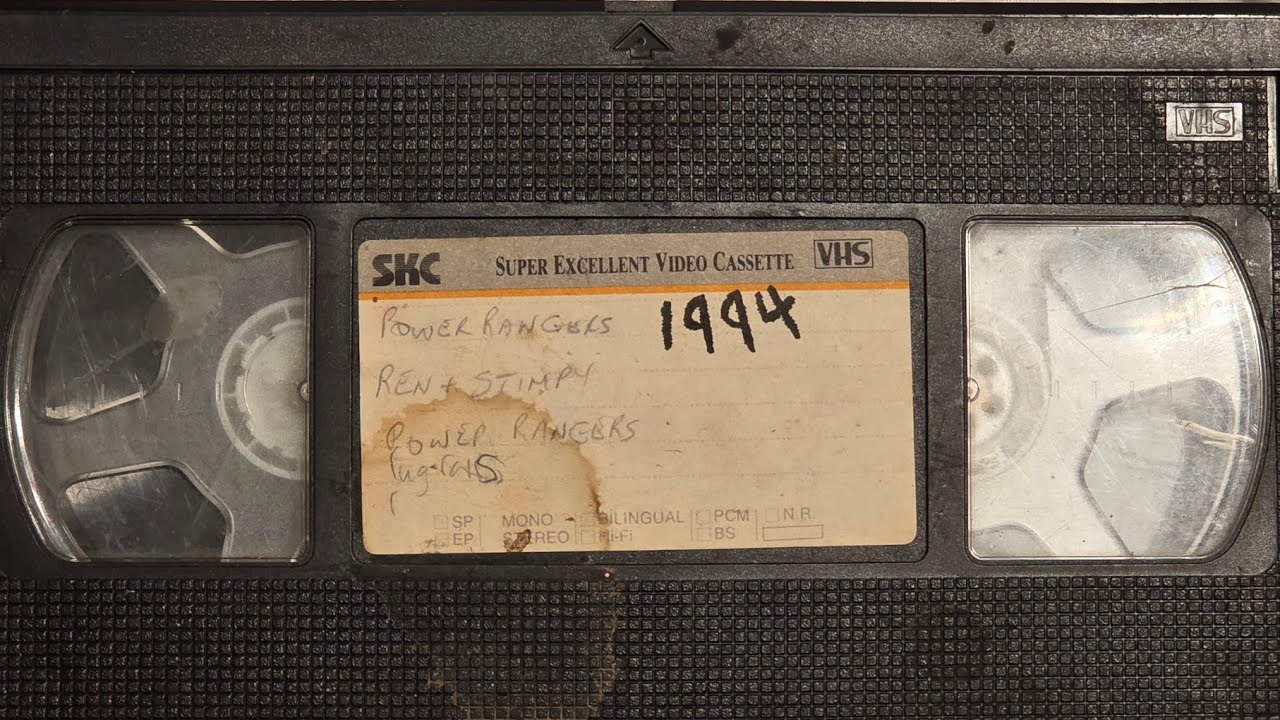 VHS
SKC SUPER EXCELLENT VIDEO CASSETTE VHS
POWER RANGERS 1994
REN + STIMPY
POWER RANGERS
rugrats
SP MONO BILINGUAL PCM N.R.
EP STEREO Hi-Fi BS